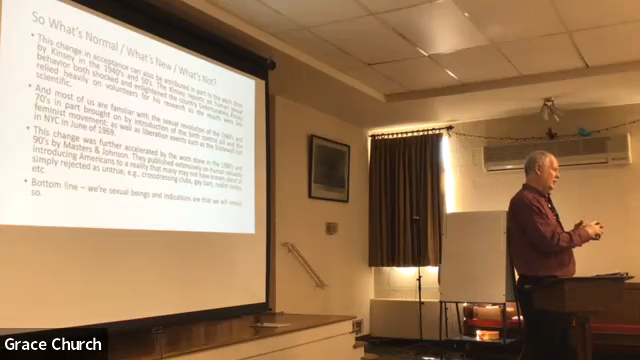 So What's Normal / What's New / What's Not?
• This change in acceptance can also be attributed in part to the work done
by Kinsey in the 1940's and 50's. The Kinsey reports on human sexual
behavior both shocked and enlightened the country. Unfortunately, Kinsey
relied heavily on volunteers for his research so the results were less
scientific.
• And most of us are familiar with the sexual revolution of the 1960's and
70's in part brought on by introduction of the birth control pill and the
feminist movement; as well as liberation events such as the Stonewall
in NYC in June of 1969.
• This change was further accelerated by the work done in the 1980's and
90's by Masters & Johnson. They published extensively on human sexuality
introducing Americans to a reality that many may not have known about or
simply rejected as untrue, e.g., crossdressing clubs, gay bars, nudist
etc.
• Bottom line – we're sexual beings and indications are that we will remain
so.
Grace Church